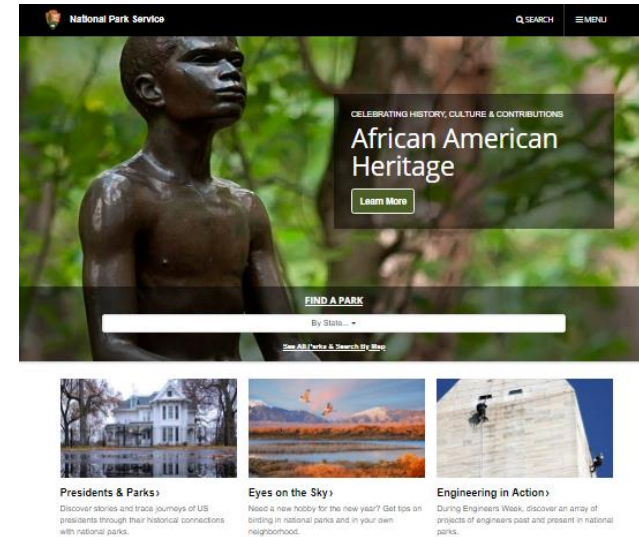 National Park Service
SEARCH
MENU
CELEBRATING HISTORY, CULTURE & CONTRIBUTIONS
African American
Heritage
Learn More
FIND A PARK
By State...
See All Parks & Search By Map
Presidents & Parks›
Discover stories and trace journeys of US
presidents through their historical connections
with national parks.
Eyes on the Sky›
Need a new hobby for the new year? Get tips on
birding in national parks and in your own
neighborhood.
Engineering in Action›
During Engineers Week, discover an array of
projects of engineers past and present in national
parks.